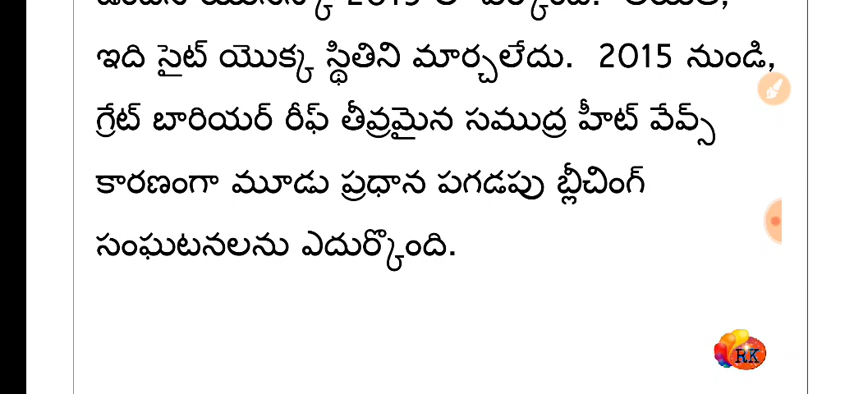 ఇది సైట్ యొక్క స్థితిని మార్చలేదు. 2015 నుండి,
గ్రేట్ బారియర్ రీఫ్ తీవ్రమైన సముద్ర హీట్ వేవ్స్
కారణంగా మూడు ప్రధాన పగడపు బ్లీచింగ్
సంఘటనలను ఎదుర్కొంది.
RK